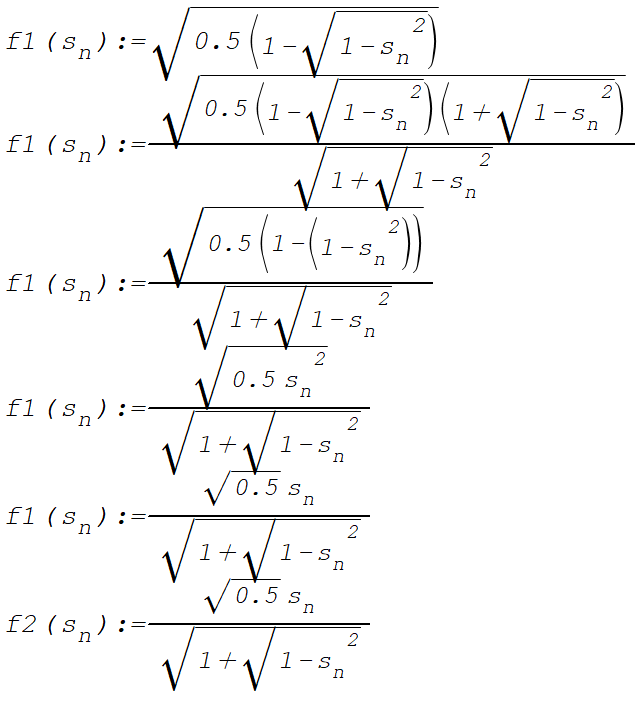 f1(sₙ):=√(0.5(1-√(1-sₙ²)))
f1(sₙ):=√(0.5(1-√(1-sₙ²))(1+√(1-sₙ²)))/√(1+√(1-sₙ²))
f1(sₙ):=√(0.5(1-(1-sₙ²)))/√(1+√(1-sₙ²))
f1(sₙ):=√(0.5sₙ²)/√(1+√(1-sₙ²))
f1(sₙ):=√(0.5)sₙ/√(1+√(1-sₙ²))
f2(sₙ):=√(0.5)sₙ/√(1+√(1-sₙ²))